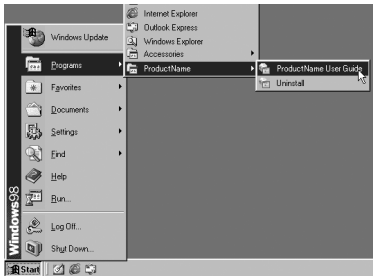 Internet Explorer
Outlook Express
Windows Explorer
Accessories
ProductName
ProductName User Guide
Uninstall
Windows Update
Programs
Favorites
Documents
Settings
Find
Help
Run...
Log Off...
Shut Down...
Windows98
Start